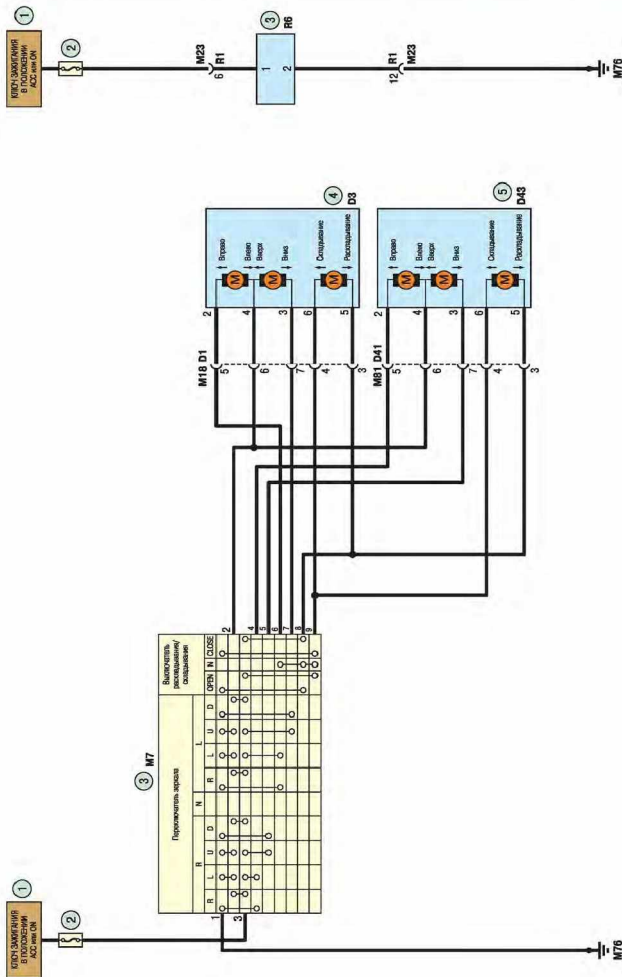 КЛЮЧ ЗАЖИГАНИЯ
В ПОЛОЖЕНИИ
ACC или ON
1
2
M23
6
R1
3
R6
1
2
R1
12
M23
M76
4
D3
Вправо
Влево
Вверх
Вниз
Складывание
Раскладывание
M
M
M
2
4
3
6
5
M18 D1
5
6
7
4
3
5
D43
Вправо
Влево
Вверх
Вниз
Складывание
Раскладывание
M
M
M
2
4
3
6
5
M81 D41
5
6
7
4
3
КЛЮЧ ЗАЖИГАНИЯ
В ПОЛОЖЕНИИ
ACC или ON
1
2
3
M7
Переключатель зеркала
Выключатель
раскладывания/
складывания
R
N
L
R
L
U
D
R
L
U
D
OPEN
IN
CLOSE
1
3
2
4
5
6
7
8
9
M76